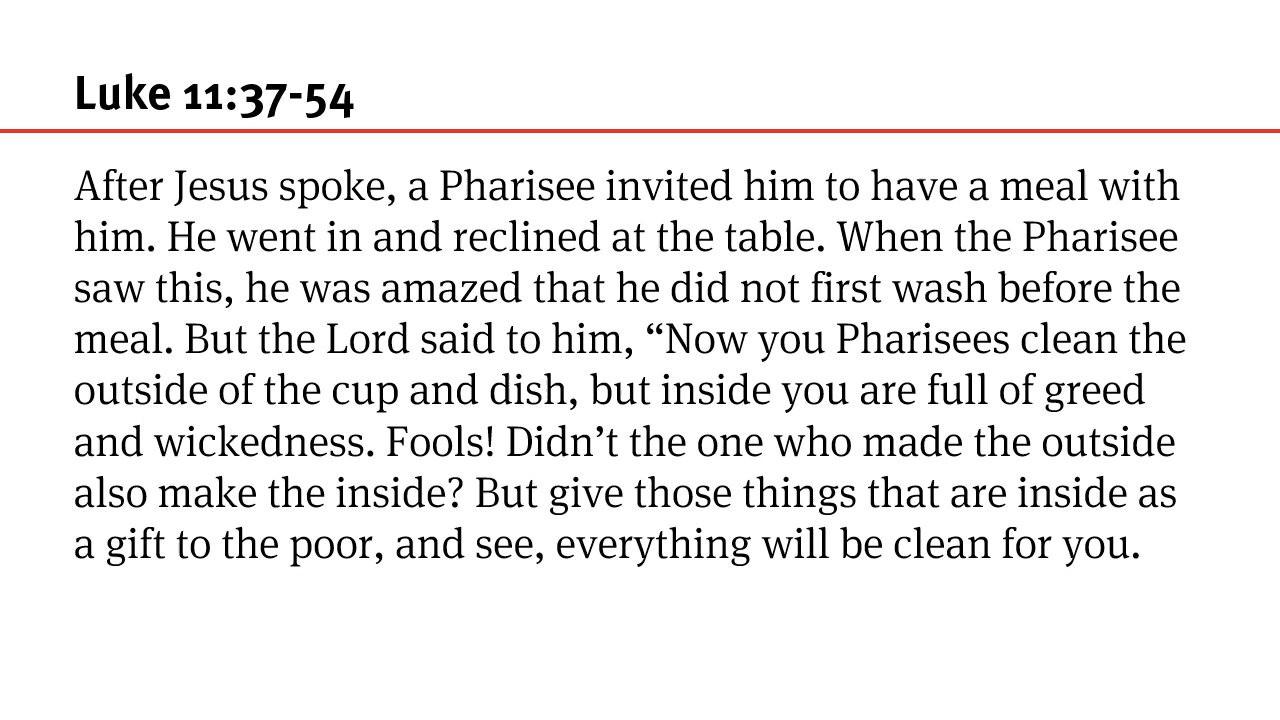 Luke 11:37-54
After Jesus spoke, a Pharisee invited him to have a meal with
him. He went in and reclined at the table. When the Pharisee
saw this, he was amazed that he did not first wash before the
meal. But the Lord said to him, “Now you Pharisees clean the
outside of the cup and dish, but inside you are full of greed
and wickedness. Fools! Didn’t the one who made the outside
also make the inside? But give those things that are inside as
a gift to the poor, and see, everything will be clean for you.